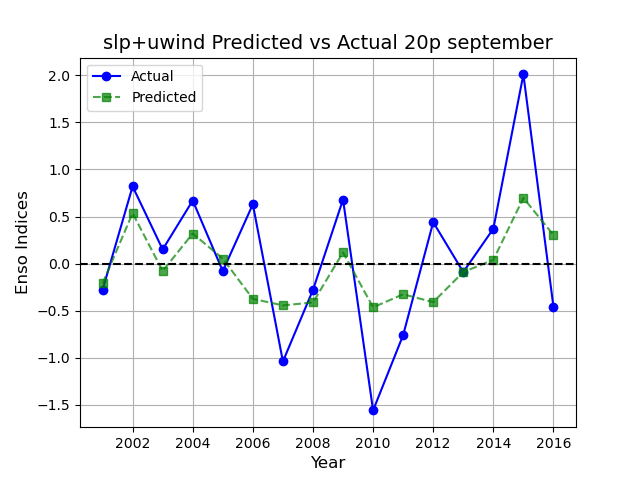 slp+uwind Predicted vs Actual 20p september
Actual
Predicted
2.0
1.5
1.0
0.5
0.0
−0.5
−1.0
−1.5
Enso Indices
2002 2004 2006 2008 2010 2012 2014 2016
Year